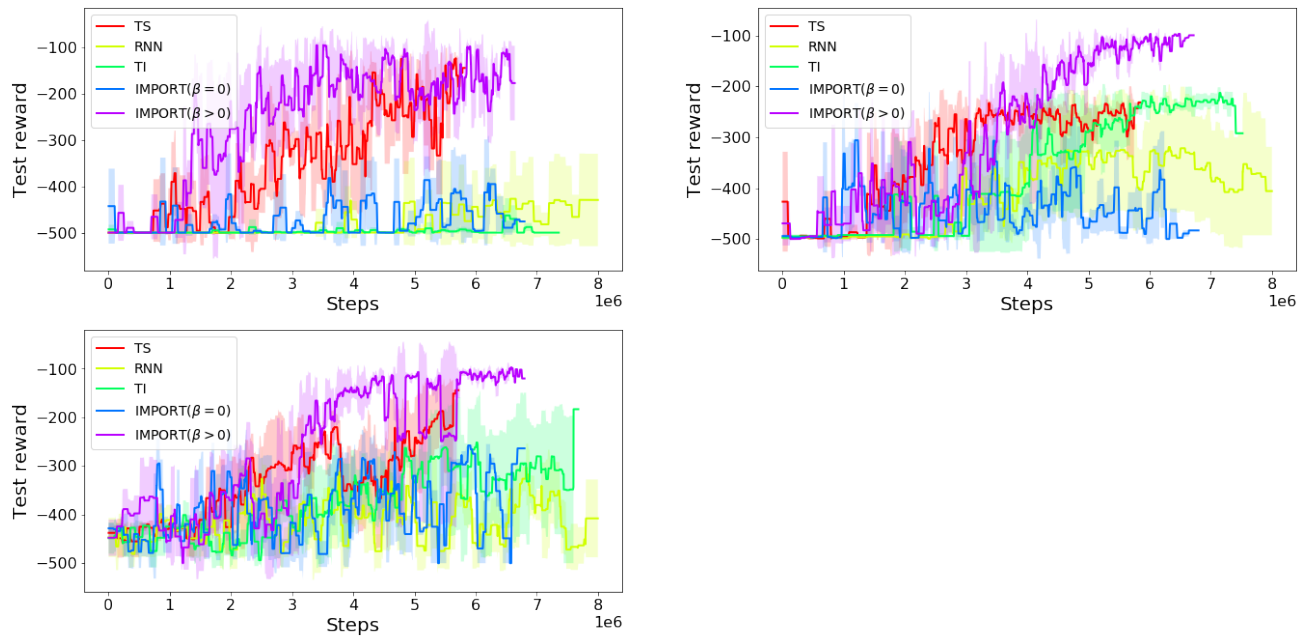 TS
RNN
TI
IMPORT(β = 0)
IMPORT(β > 0)
−100
−200
−300
−400
−500
Test reward
0 1 2 3 4 5 6 7 8
Steps
1e6
TS
RNN
TI
IMPORT(β = 0)
IMPORT(β > 0)
−100
−200
−300
−400
−500
Test reward
0 1 2 3 4 5 6 7 8
Steps
1e6
TS
RNN
TI
IMPORT(β = 0)
IMPORT(β > 0)
−100
−200
−300
−400
−500
Test reward
0 1 2 3 4 5 6 7 8
Steps
1e6